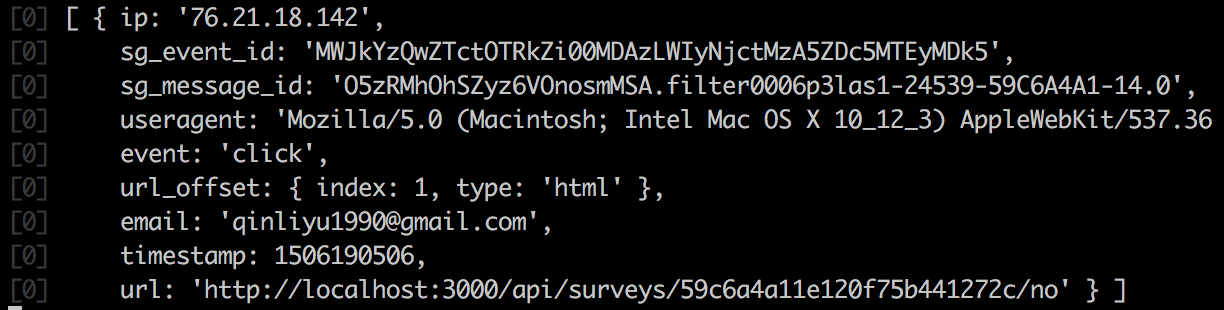 [0] [ { ip: '76.21.18.142',
[0]     sg_event_id: 'MWJkYzQwZTctOTRkZi00MDAzLWIyNjctMzA5ZDc5MTEyMDk5',
[0]     sg_message_id: 'O5zRMhOhSZyz6VOnosmMSA.filter0006p3las1-24539-59C6A4A1-14.0',
[0]     useragent: 'Mozilla/5.0 (Macintosh; Intel Mac OS X 10_12_3) AppleWebKit/537.36
[0]     event: 'click',
[0]     url_offset: { index: 1, type: 'html' },
[0]     email: 'qinliyu1990@gmail.com',
[0]     timestamp: 1506190506,
[0]     url: 'http://localhost:3000/api/surveys/59c6a4a11e120f75b441272c/no' } ]